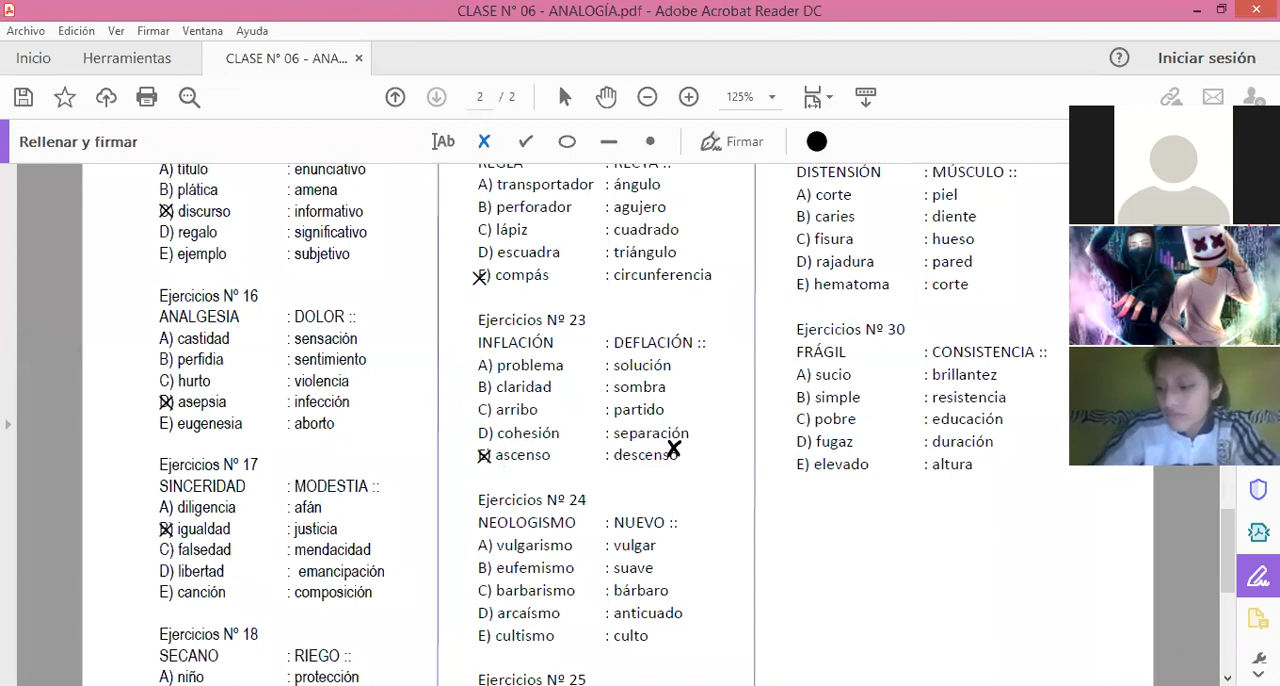 CLASE N° 06 - ANALOGÍA.pdf - Adobe Acrobat Reader DC
Archivo Edición Ver Firmar Ventana Ayuda
Inicio Herramientas CLASE N° 06 - ANA... × Iniciar sesión
2 / 2 125%
Rellenar y firmar Ab Firmar
A) título : enunciativo
B) plática : amena
C) discurso : informativo
D) regalo : significativo
E) ejemplo : subjetivo
Ejercicios Nº 16
ANALGESIA : DOLOR ::
A) castidad : sensación
B) perfidia : sentimiento
C) hurto : violencia
D) asepsia : infección
E) eugenesia : aborto
Ejercicios Nº 17
SINCERIDAD : MODESTIA ::
A) diligencia : afán
B) igualdad : justicia
C) falsedad : mendacidad
D) libertad : emancipación
E) canción : composición
Ejercicios Nº 18
SECANO : RIEGO ::
A) niño : protección
REGLA : RECTA ::
A) transportador : ángulo
B) perforador : agujero
C) lápiz : cuadrado
D) escuadra : triángulo
E) compás : circunferencia
Ejercicios Nº 23
INFLACIÓN : DEFLACIÓN ::
A) problema : solución
B) claridad : sombra
C) arribo : partido
D) cohesión : separación
E) ascenso : descenso
Ejercicios Nº 24
NEOLOGISMO : NUEVO ::
A) vulgarismo : vulgar
B) eufemismo : suave
C) barbarismo : bárbaro
D) arcaísmo : anticuado
E) cultismo : culto
Ejercicios Nº 25
DISTENSIÓN : MÚSCULO ::
A) corte : piel
B) caries : diente
C) fisura : hueso
D) rajadura : pared
E) hematoma : corte
Ejercicios Nº 30
FRÁGIL : CONSISTENCIA ::
A) sucio : brillantez
B) simple : resistencia
C) pobre : educación
D) fugaz : duración
E) elevado : altura